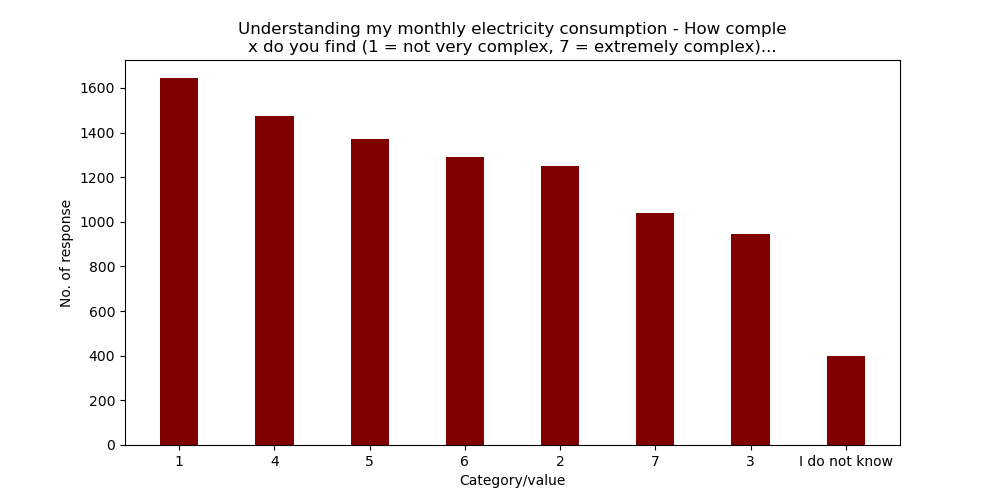 Understanding my monthly electricity consumption - How comple
x do you find (1 = not very complex, 7 = extremely complex)...
No. of response
1600
1400
1200
1000
800
600
400
200
0
1 4 5 6 2 7 3 I do not know
Category/value